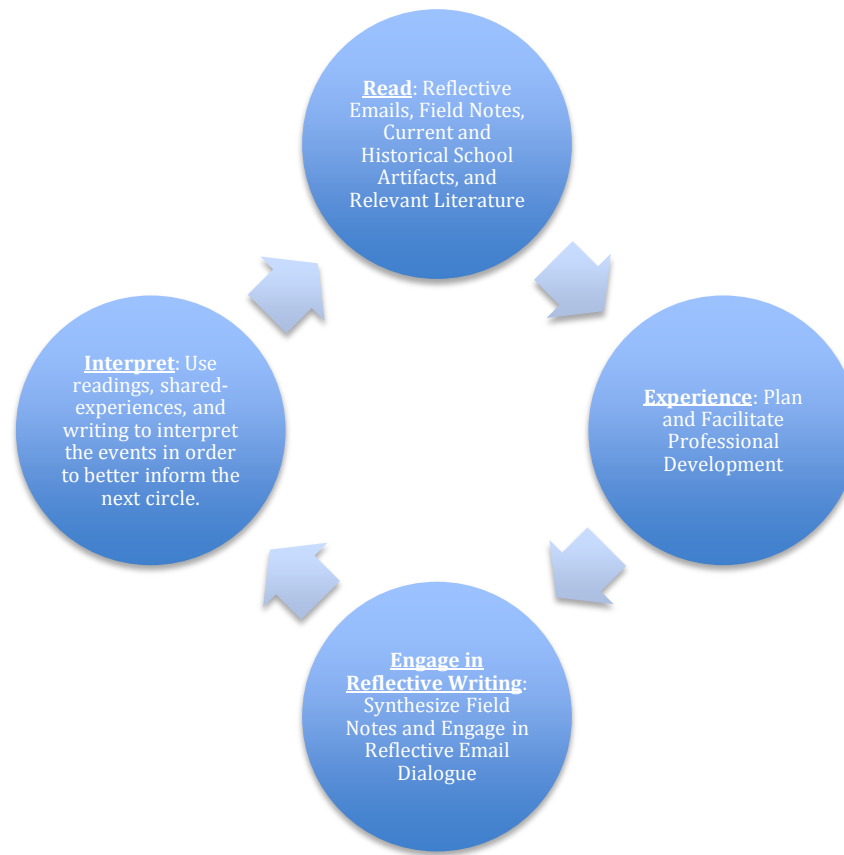 Read: Reflective
Emails, Field Notes,
Current and
Historical School
Artifacts, and
Relevant Literature
Experience: Plan
and Facilitate
Professional
Development
Engage in
Reflective Writing:
Synthesize Field
Notes and Engage in
Reflective Email
Dialogue
Interpret: Use
readings, shared-
experiences, and
writing to interpret
the events in order
to better inform the
next circle.